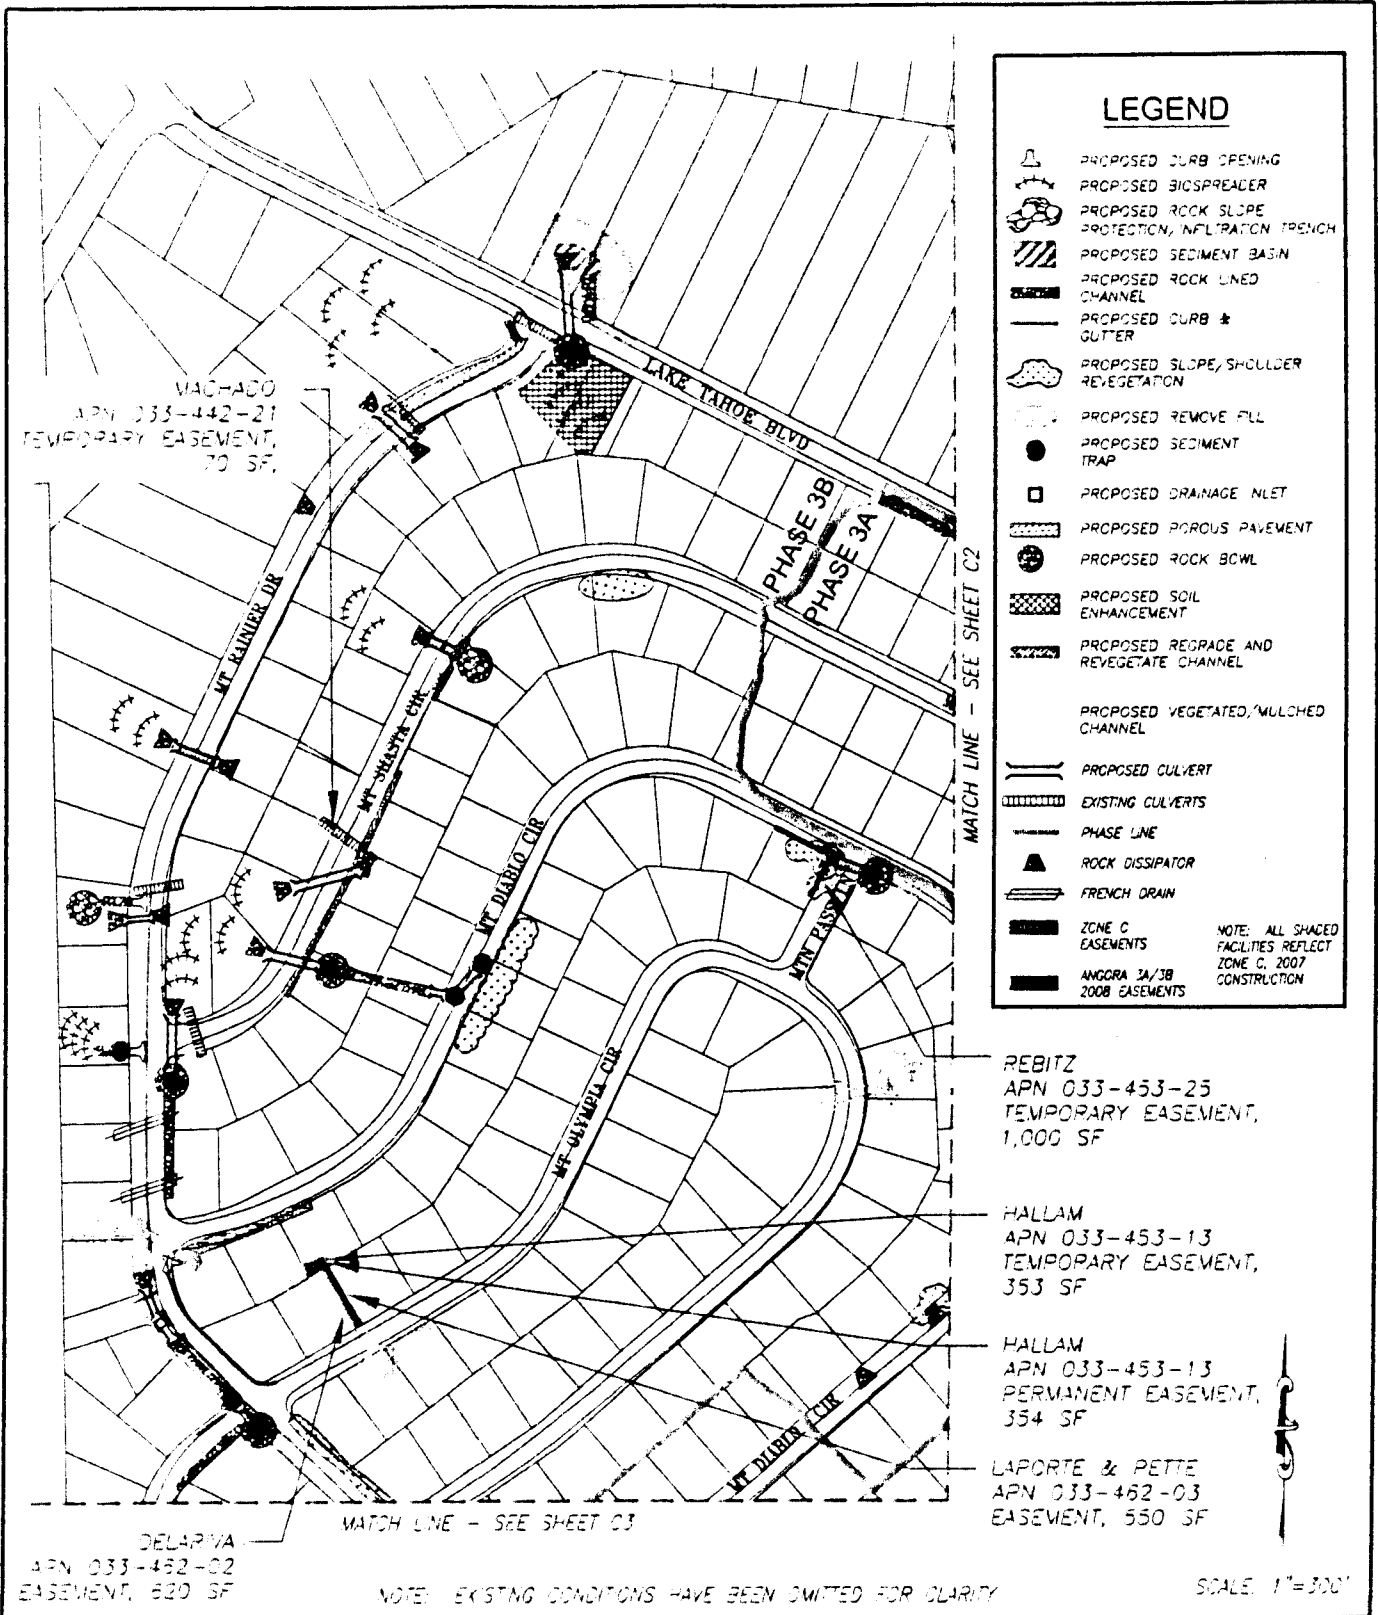 LEGEND
PROPOSED CURB OPENING
PROPOSED BIOSPREADER
PROPOSED ROCK SLOPE
PROTECTION/INFILTRATION TRENCH
PROPOSED SEDIMENT BASIN
PROPOSED ROCK LINED
CHANNEL
PROPOSED CURB &
GUTTER
PROPOSED SLOPE/SHOULDER
REVEGETATION
PROPOSED REMOVE FILL
PROPOSED SEDIMENT
TRAP
PROPOSED DRAINAGE INLET
PROPOSED POROUS PAVEMENT
PROPOSED ROCK BOWL
PROPOSED SOIL
ENHANCEMENT
PROPOSED REGRADE AND
REVEGETATE CHANNEL
PROPOSED VEGETATED/MULCHED
CHANNEL
PROPOSED CULVERT
EXISTING CULVERTS
PHASE LINE
ROCK DISSIPATOR
FRENCH DRAIN
ZONE C
EASEMENTS
ANGORA 3A/3B
2008 EASEMENTS
NOTE: ALL SHADED
FACILITIES REFLECT
ZONE C, 2007
CONSTRUCTION
MACHADO
APN 033-442-21
TEMPORARY EASEMENT,
70 SF.
LAKE TAHOE BLVD
PHASE 3B
PHASE 3A
MATCH LINE - SEE SHEET C2
MT RAINIER DR
MT SHASTA CIR
MT DIABLO CIR
MTN PASS LN
MT OLYMPIA CIR
MT DIABLO CIR
REBITZ
APN 033-453-25
TEMPORARY EASEMENT,
1,000 SF
HALLAM
APN 033-453-13
TEMPORARY EASEMENT,
353 SF
HALLAM
APN 033-453-13
PERMANENT EASEMENT,
354 SF
LAPORTE & PETTE
APN 033-462-03
EASEMENT, 550 SF
MATCH LINE - SEE SHEET C3
DELARIVA
APN 033-462-02
EASEMENT, 620 SF
NOTE: EXISTING CONDITIONS HAVE BEEN OMITTED FOR CLARITY
SCALE: 1"=300'